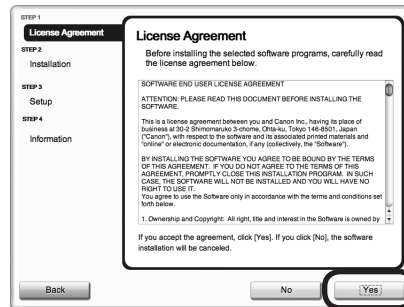 STEP 1
License Agreement
STEP 2
Installation
STEP 3
Setup
STEP 4
Information
License Agreement
Before installing the selected software programs, carefully read
the license agreement below.
SOFTWARE END USER LICENSE AGREEMENT
ATTENTION: PLEASE READ THIS DOCUMENT BEFORE INSTALLING THE
SOFTWARE.
This is a license agreement between you and Canon Inc., having its place of
business at 30-2 Shimomaruko 3-chome, Ohta-ku, Tokyo 146-8501, Japan
("Canon"), with respect to the software and its associated printed materials and
"online" or electronic documentation, if any (collectively, the "Software").
BY INSTALLING THE SOFTWARE YOU AGREE TO BE BOUND BY THE TERMS
OF THIS AGREEMENT. IF YOU DO NOT AGREE TO THE TERMS OF THIS
AGREEMENT, PROMPTLY CLOSE THIS INSTALLATION PROGRAM. IN SUCH
CASE, THE SOFTWARE WILL NOT BE INSTALLED AND YOU WILL HAVE NO
RIGHT TO USE IT.
You agree to use the Software only in accordance with the terms and conditions set
forth below.
1. Ownership and Copyright: All right, title and interest in the Software is owned by
If you accept the agreement, click [Yes]. If you click [No], the software
installation will be canceled.
Back
No
Yes